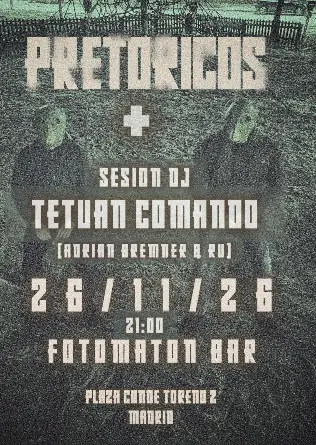 PRETORICOS
+
SESION DJ
TETUAN COMANDO
(ADRIAN BREMNER & RU)
26/11/26
21:00
FOTOMATON BAR
PLAZA CONDE TORENO 2
MADRID